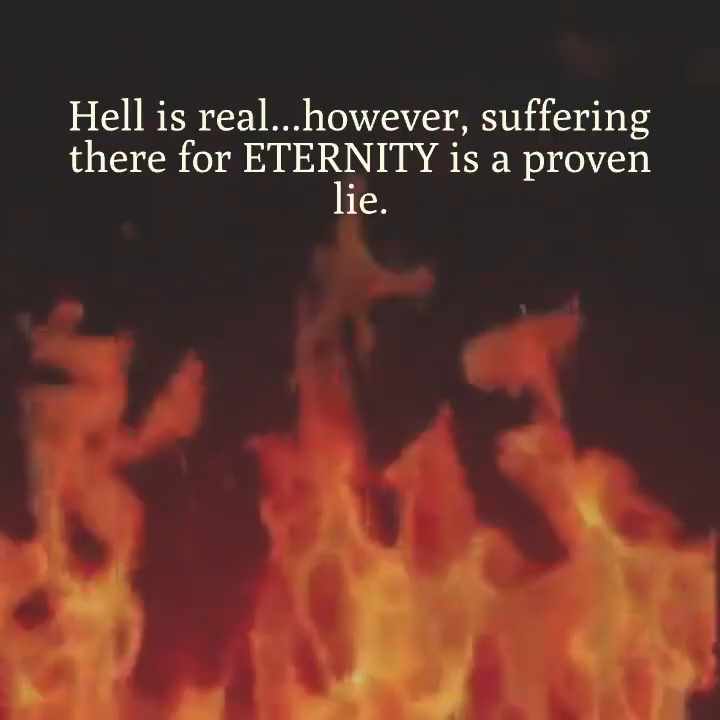 Hell is real...however, suffering
there for ETERNITY is a proven
lie.